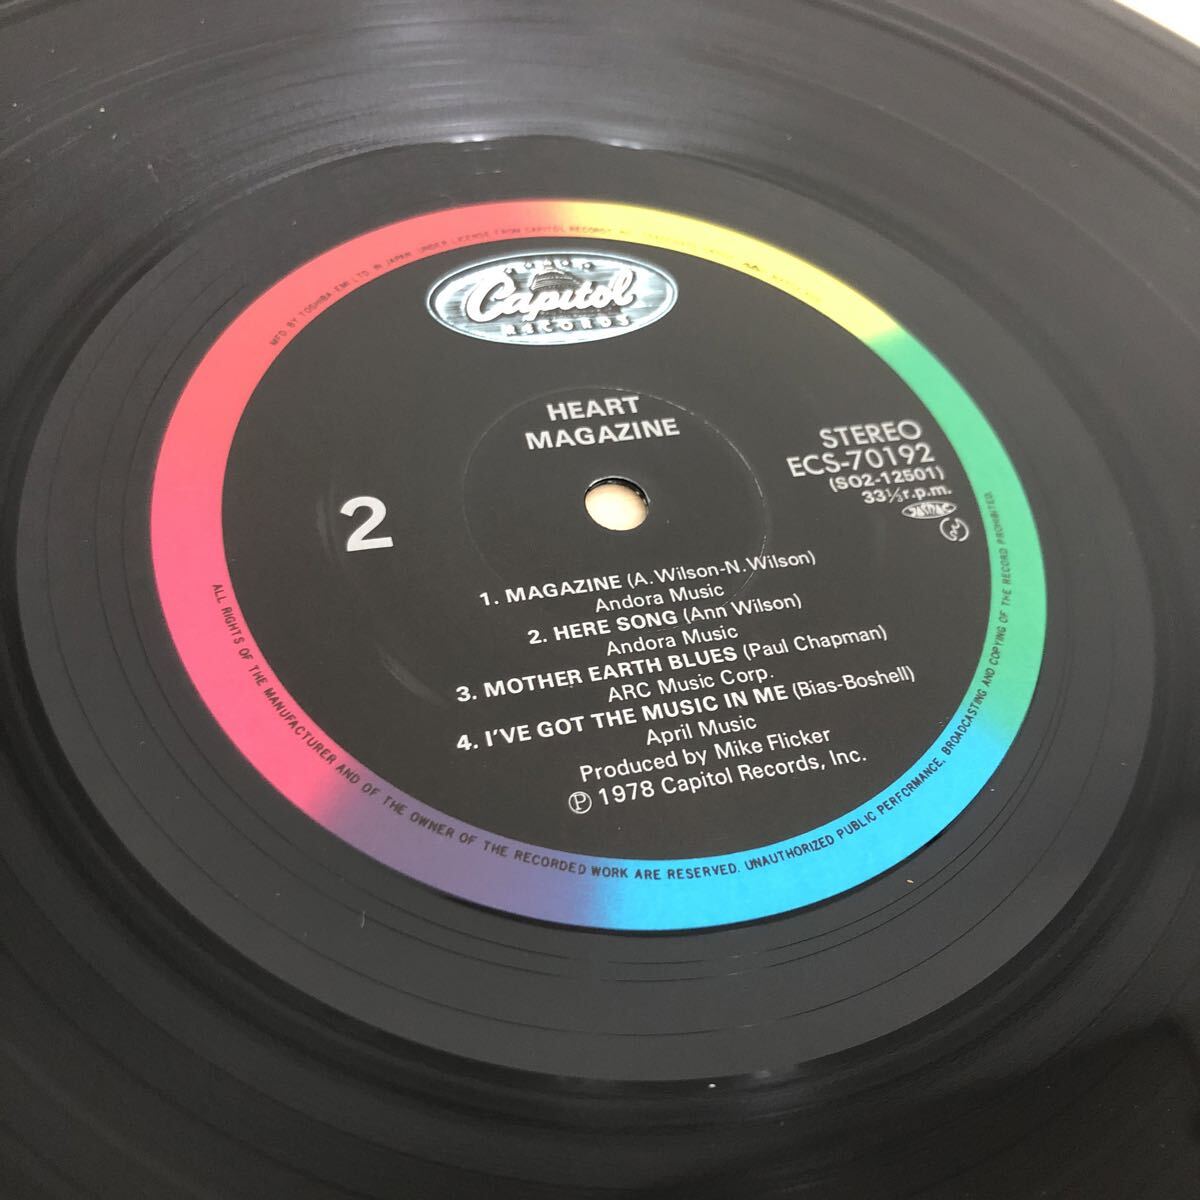 Capitol
RECORDS
MFD. BY TOSHIBA EMI LTD. IN JAPAN UNDER LICENSE FROM CAPITOL RECORDS, INC.
HEART
MAGAZINE
STEREO
ECS-70192
(SO2-12501)
33⅓r.p.m.
JASRAC
2
1. MAGAZINE (A. Wilson-N. Wilson)
Andora Music
2. HERE SONG (Ann Wilson)
Andora Music
3. MOTHER EARTH BLUES (Paul Chapman)
ARC Music Corp.
4. I'VE GOT THE MUSIC IN ME (Bias-Boshell)
April Music
Produced by Mike Flicker
℗ 1978 Capitol Records, Inc.
ALL RIGHTS OF THE MANUFACTURER AND OF THE OWNER OF THE RECORDED WORK ARE RESERVED. UNAUTHORIZED PUBLIC PERFORMANCE, BROADCASTING AND COPYING OF THE RECORD PROHIBITED.